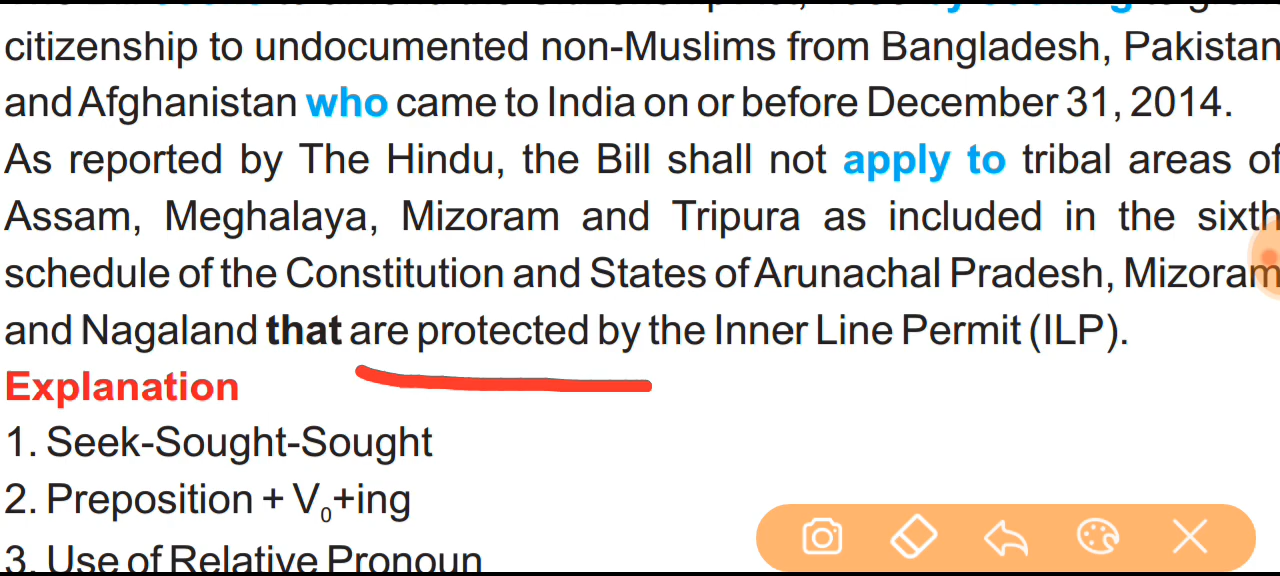 citizenship to undocumented non-Muslims from Bangladesh, Pakistan
and Afghanistan who came to India on or before December 31, 2014.
As reported by The Hindu, the Bill shall not apply to tribal areas of
Assam, Meghalaya, Mizoram and Tripura as included in the sixth
schedule of the Constitution and States of Arunachal Pradesh, Mizoram
and Nagaland that are protected by the Inner Line Permit (ILP).
Explanation
1. Seek-Sought-Sought
2. Preposition + V₀+ing
3. Use of Relative Pronoun